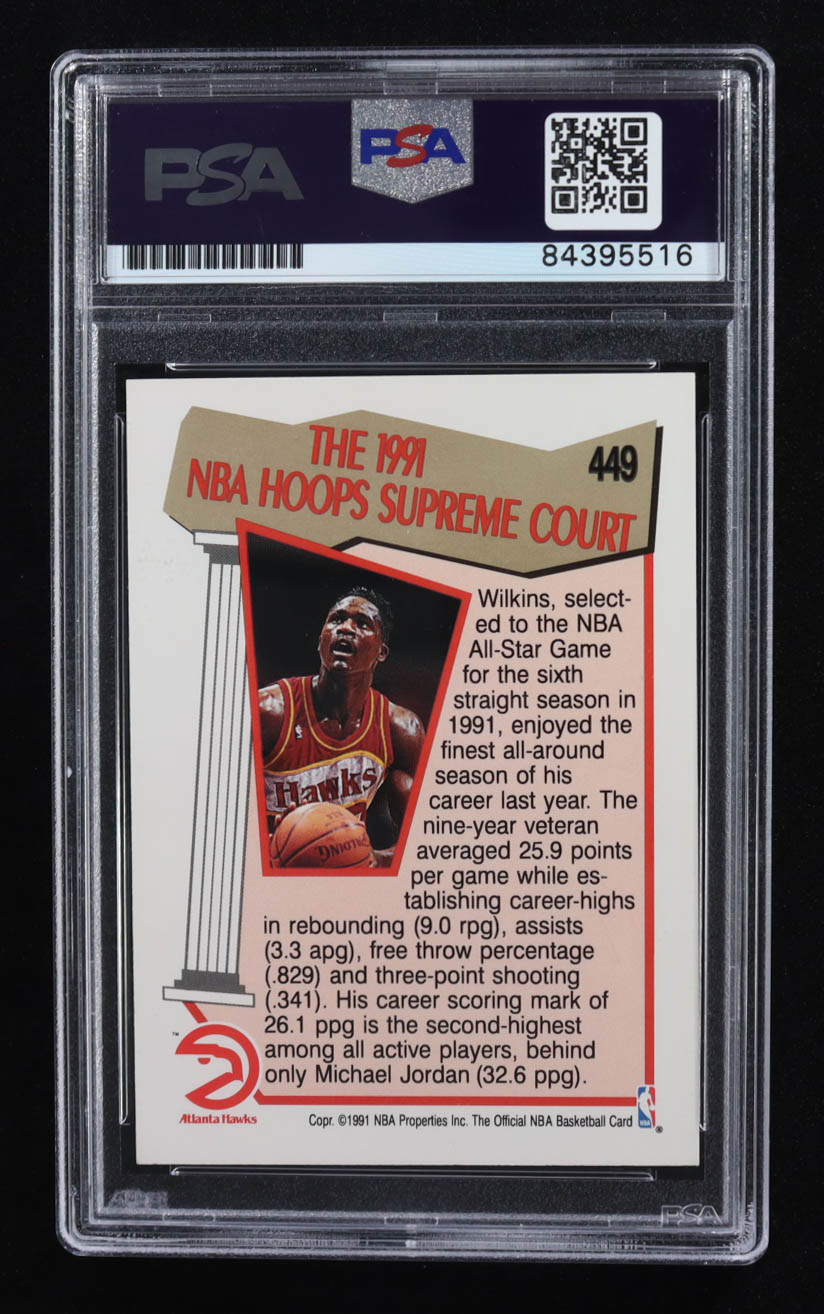 PSA
PSA
84395516
THE 1991
449
NBA HOOPS SUPREME COURT
Wilkins, select-
ed to the NBA
All-Star Game
for the sixth
straight season in
1991, enjoyed the
finest all-around
season of his
career last year. The
nine-year veteran
averaged 25.9 points
per game while es-
tablishing career-highs
in rebounding (9.0 rpg), assists
(3.3 apg), free throw percentage
(.829) and three-point shooting
(.341). His career scoring mark of
26.1 ppg is the second-highest
among all active players, behind
only Michael Jordan (32.6 ppg).
Hawks
™
Atlanta Hawks
Copr. ©1991 NBA Properties Inc. The Official NBA Basketball Card
NBA
®
PSA